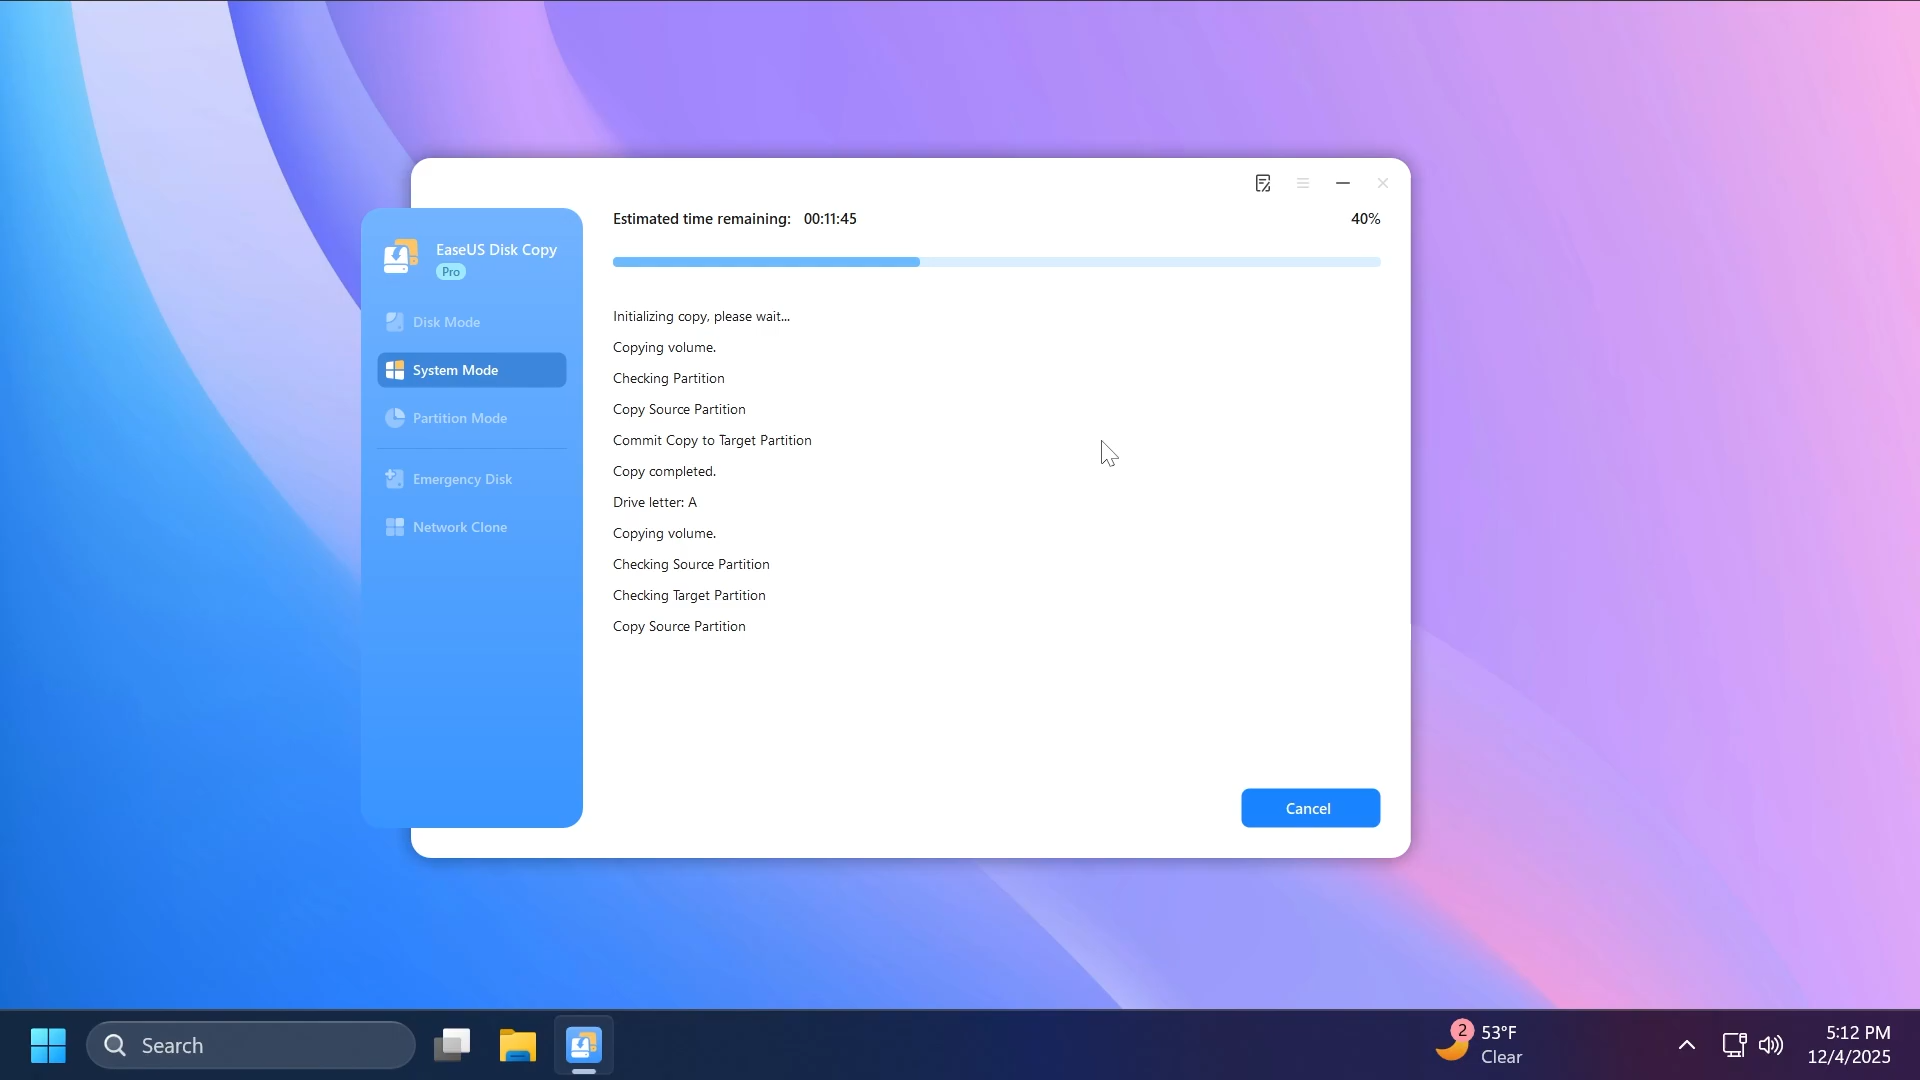 Estimated time remaining: 00:11:45
40%
EaseUS Disk Copy
Pro
Disk Mode
System Mode
Partition Mode
Emergency Disk
Network Clone
Initializing copy, please wait...
Copying volume.
Checking Partition
Copy Source Partition
Commit Copy to Target Partition
Copy completed.
Drive letter: A
Copying volume.
Checking Source Partition
Checking Target Partition
Copy Source Partition
Cancel
Search
2
53°F
Clear
5:12 PM
12/4/2025